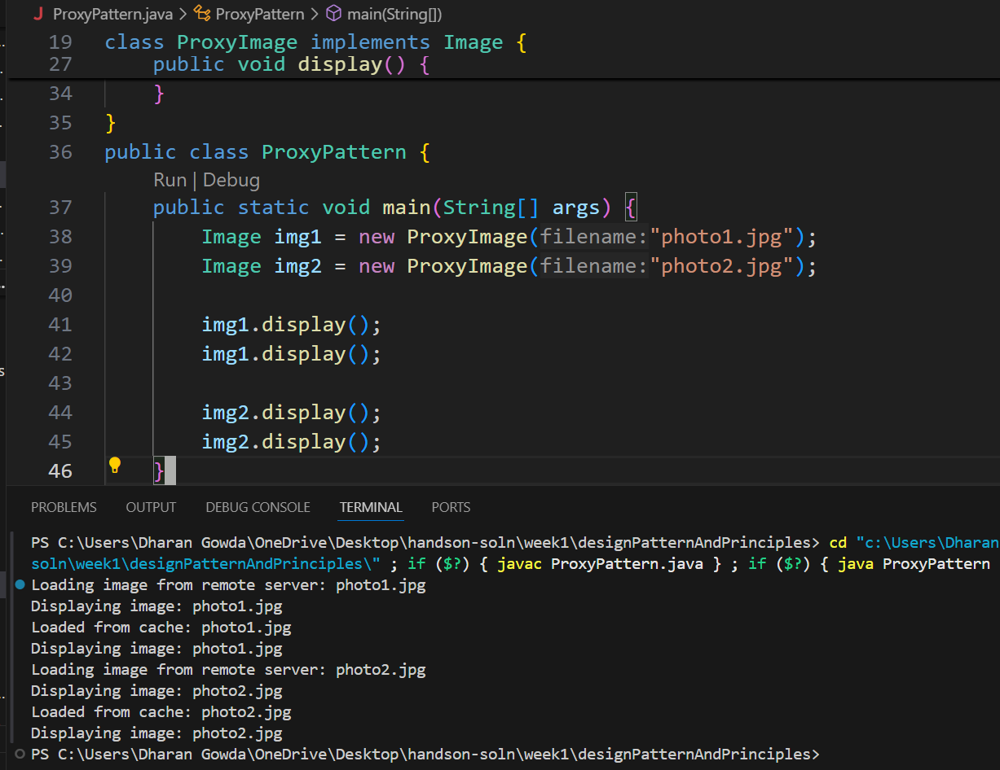 ProxyPattern.java > ProxyPattern > main(String[])
19 class ProxyImage implements Image {
27 public void display() {
34 }
35 }
36 public class ProxyPattern {
Run | Debug
37 public static void main(String[] args) {
38 Image img1 = new ProxyImage(filename:"photo1.jpg");
39 Image img2 = new ProxyImage(filename:"photo2.jpg");
40
41 img1.display();
42 img1.display();
43
44 img2.display();
45 img2.display();
46 }
PROBLEMS OUTPUT DEBUG CONSOLE TERMINAL PORTS
PS C:\Users\Dharan Gowda\OneDrive\Desktop\handson-soln\week1\designPatternAndPrinciples> cd "c:\Users\Dharan
soln\week1\designPatternAndPrinciples\" ; if ($?) { javac ProxyPattern.java } ; if ($?) { java ProxyPattern
Loading image from remote server: photo1.jpg
Displaying image: photo1.jpg
Loaded from cache: photo1.jpg
Displaying image: photo1.jpg
Loading image from remote server: photo2.jpg
Displaying image: photo2.jpg
Loaded from cache: photo2.jpg
Displaying image: photo2.jpg
PS C:\Users\Dharan Gowda\OneDrive\Desktop\handson-soln\week1\designPatternAndPrinciples>